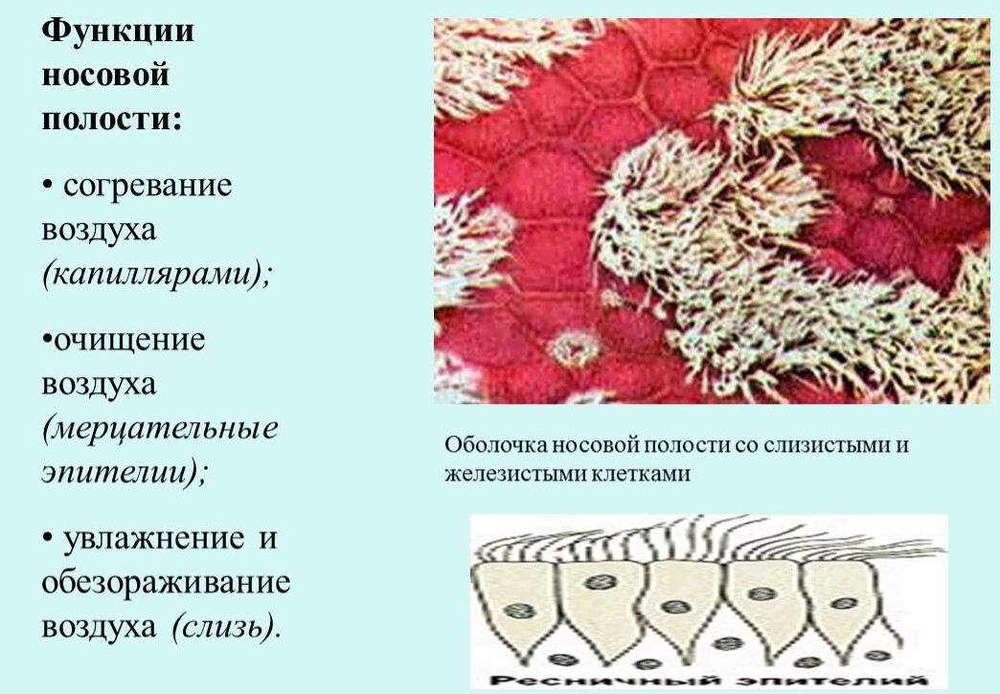 Функции
носовой
полости:
• согревание
воздуха
(капиллярами);
•очищение
воздуха
(мерцательные
эпителии);
• увлажнение и
обезораживание
воздуха (слизь).
Оболочка носовой полости со слизистыми и
железистыми клетками
Ресничный эпителий